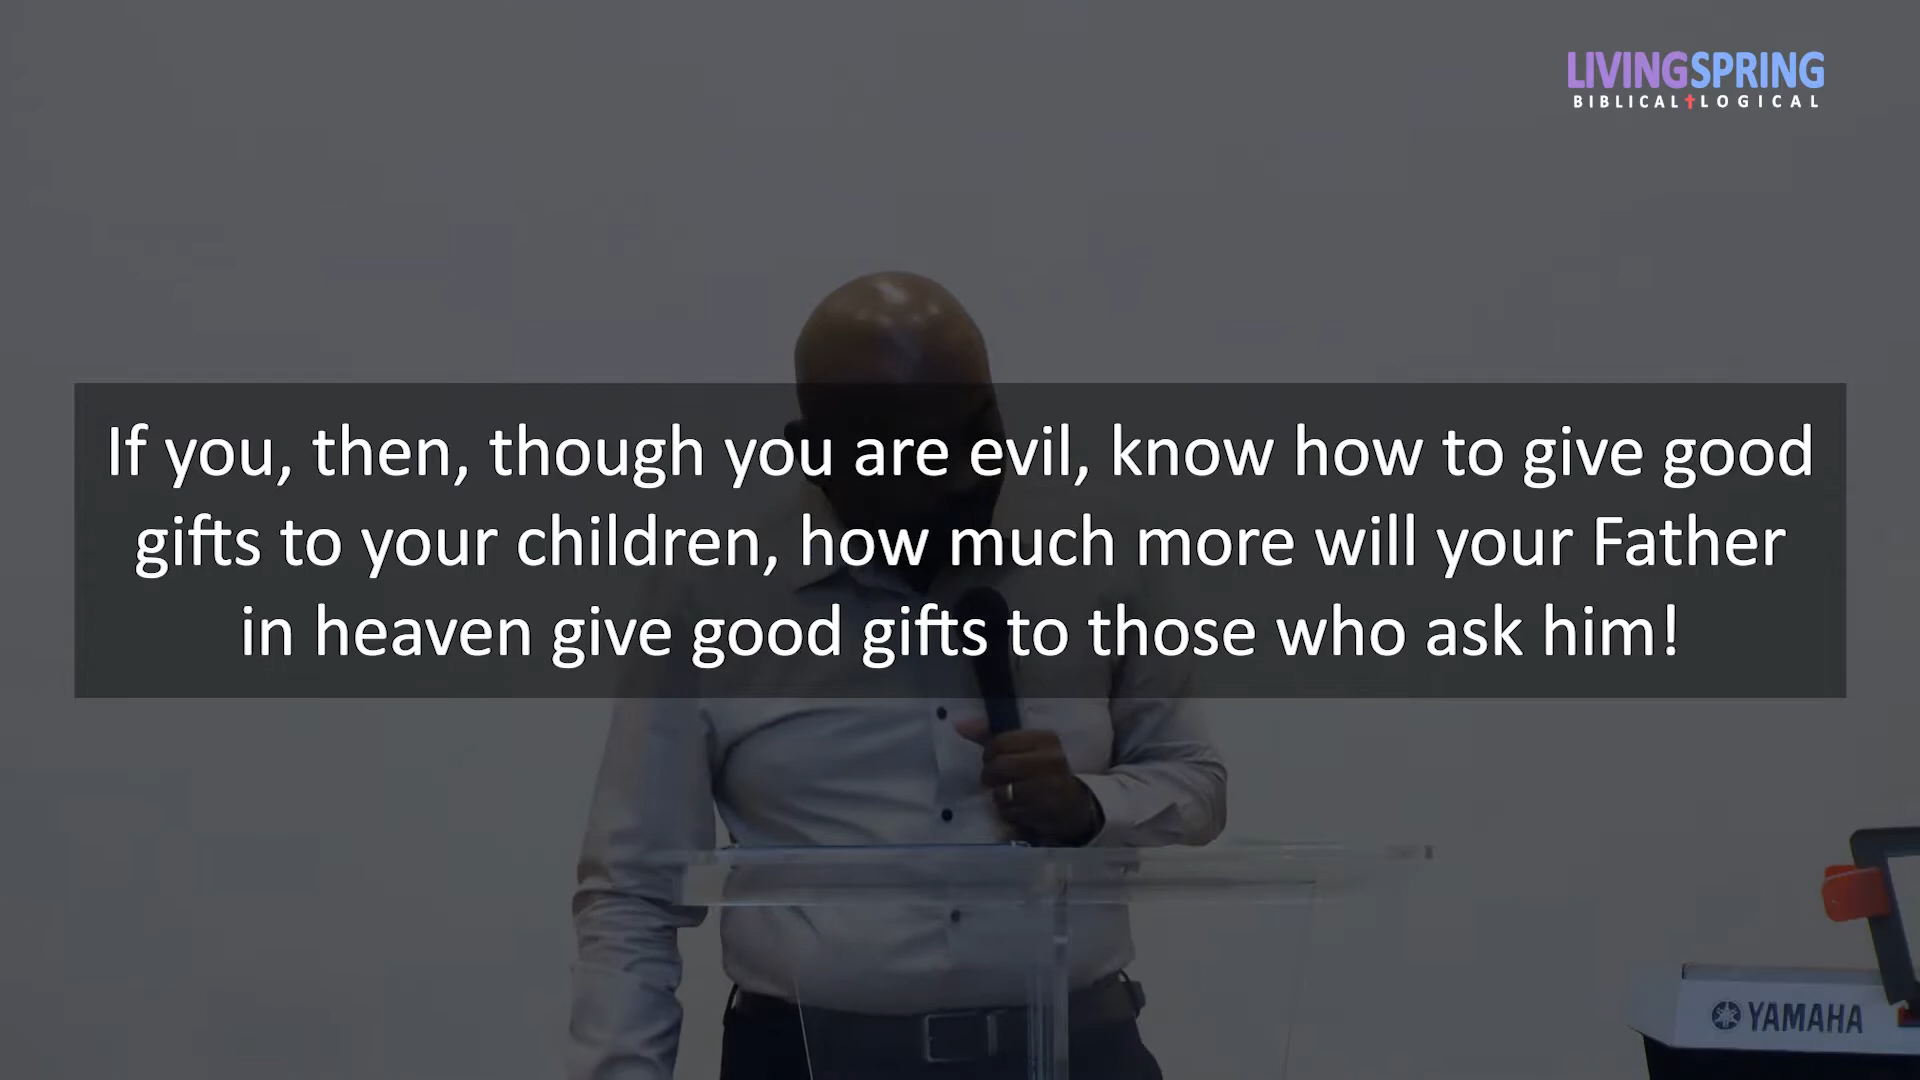 LIVINGSPRING
BIBLICAL✝LOGICAL
If you, then, though you are evil, know how to give good
gifts to your children, how much more will your Father
in heaven give good gifts to those who ask him!
YAMAHA